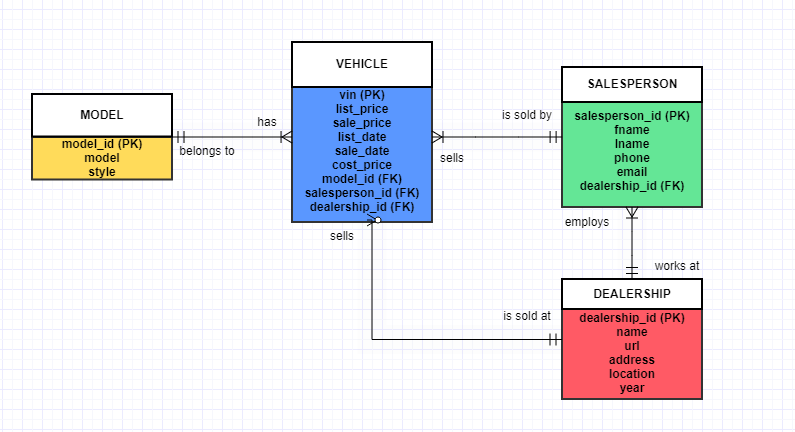 MODEL
model_id (PK)
model
style
has
belongs to
VEHICLE
vin (PK)
list_price
sale_price
list_date
sale_date
cost_price
model_id (FK)
salesperson_id (FK)
dealership_id (FK)
is sold by
sells
SALESPERSON
salesperson_id (PK)
fname
lname
phone
email
dealership_id (FK)
employs
works at
sells
is sold at
DEALERSHIP
dealership_id (PK)
name
url
address
location
year